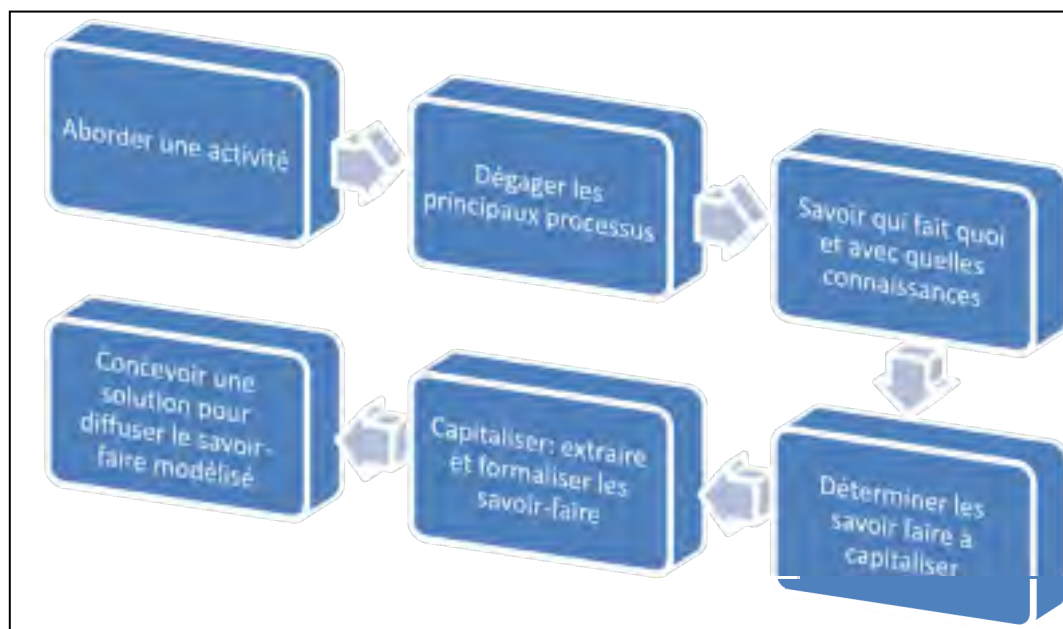 Aborder une activité
Dégager les
principaux processus
Savoir qui fait quoi
et avec quelles
connaissances
Déterminer les
savoir faire à
capitaliser
Capitaliser: extraire
et formaliser les
savoir-faire
Concevoir une
solution pour
diffuser le savoir-
faire modélisé